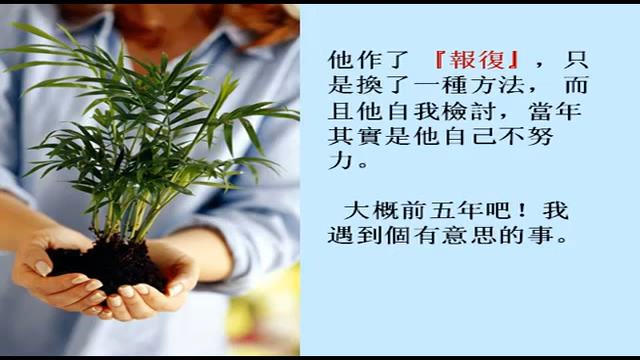 他作了『報復』，只
是換了一種方法，而
且他自我檢討，當年
其實是他自己不努
力。
大概前五年吧！我
遇到個有意思的事。